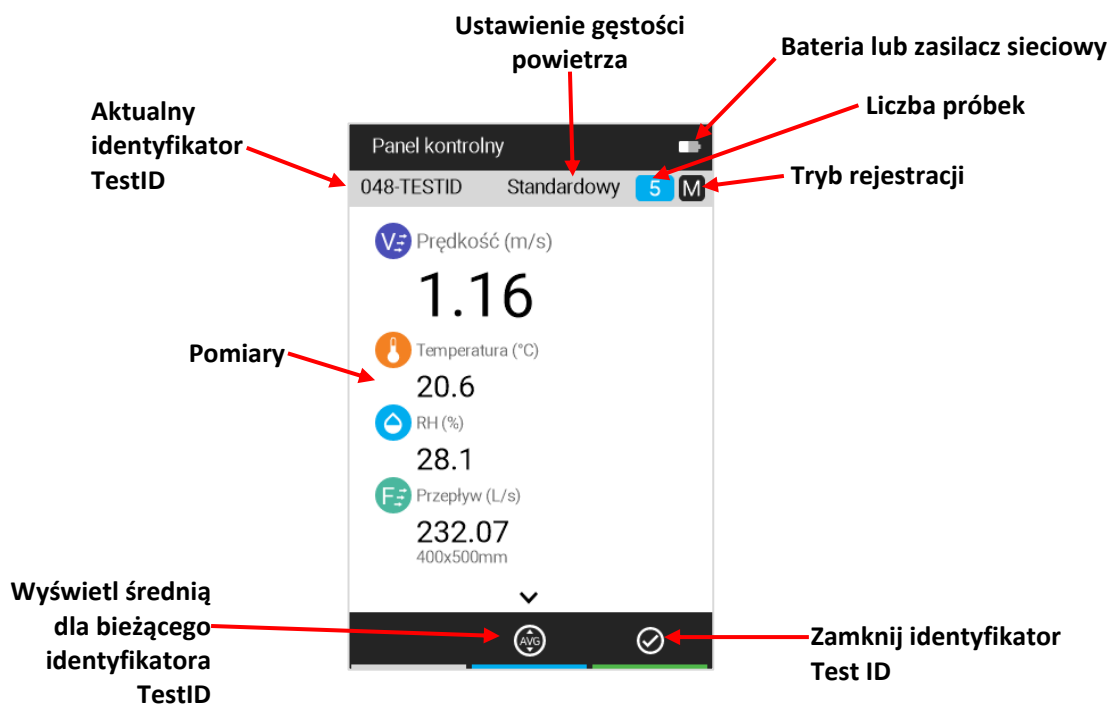 Ustawienie gęstości
powietrza
Bateria lub zasilacz sieciowy
Liczba próbek
Aktualny
identyfikator
TestID
Tryb rejestracji
Panel kontrolny
048-TESTID Standardowy 5 M
V Prędkość (m/s)
1.16
Pomiary
Temperatura (°C)
20.6
RH (%)
28.1
F Przepływ (L/s)
232.07
400x500mm
Wyświetl średnią
dla bieżącego
identyfikatora
TestID
AVG
Zamknij identyfikator
Test ID